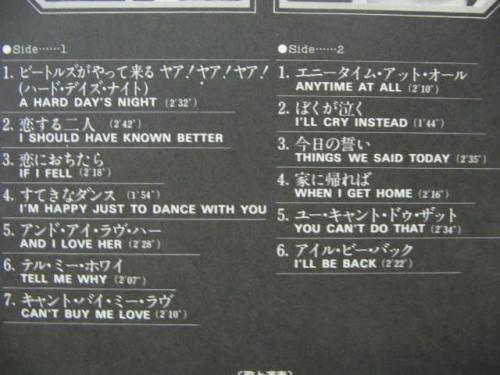 ●Side……1
1. ビートルズがやって来る ヤァ!ヤァ!ヤァ!
(ハード・デイズ・ナイト)
A HARD DAY'S NIGHT (2'32")
2. 恋する二人 (2'42")
I SHOULD HAVE KNOWN BETTER
3. 恋におちたら
IF I FELL (2'18")
4. すてきなダンス (1'54")
I'M HAPPY JUST TO DANCE WITH YOU
5. アンド・アイ・ラヴ・ハー
AND I LOVE HER (2'28")
6. テル・ミー・ホワイ
TELL ME WHY (2'07")
7. キャント・バイ・ミー・ラヴ
CAN'T BUY ME LOVE (2'10")
●Side……2
1. エニータイム・アット・オール
ANYTIME AT ALL (2'10")
2. ぼくが泣く
I'LL CRY INSTEAD (1'44")
3. 今日の誓い
THINGS WE SAID TODAY (2'35")
4. 家に帰れば
WHEN I GET HOME (2'16")
5. ユー・キャント・ドゥ・ザット
YOU CAN'T DO THAT (2'34")
6. アイル・ビー・バック
I'LL BE BACK (2'22")